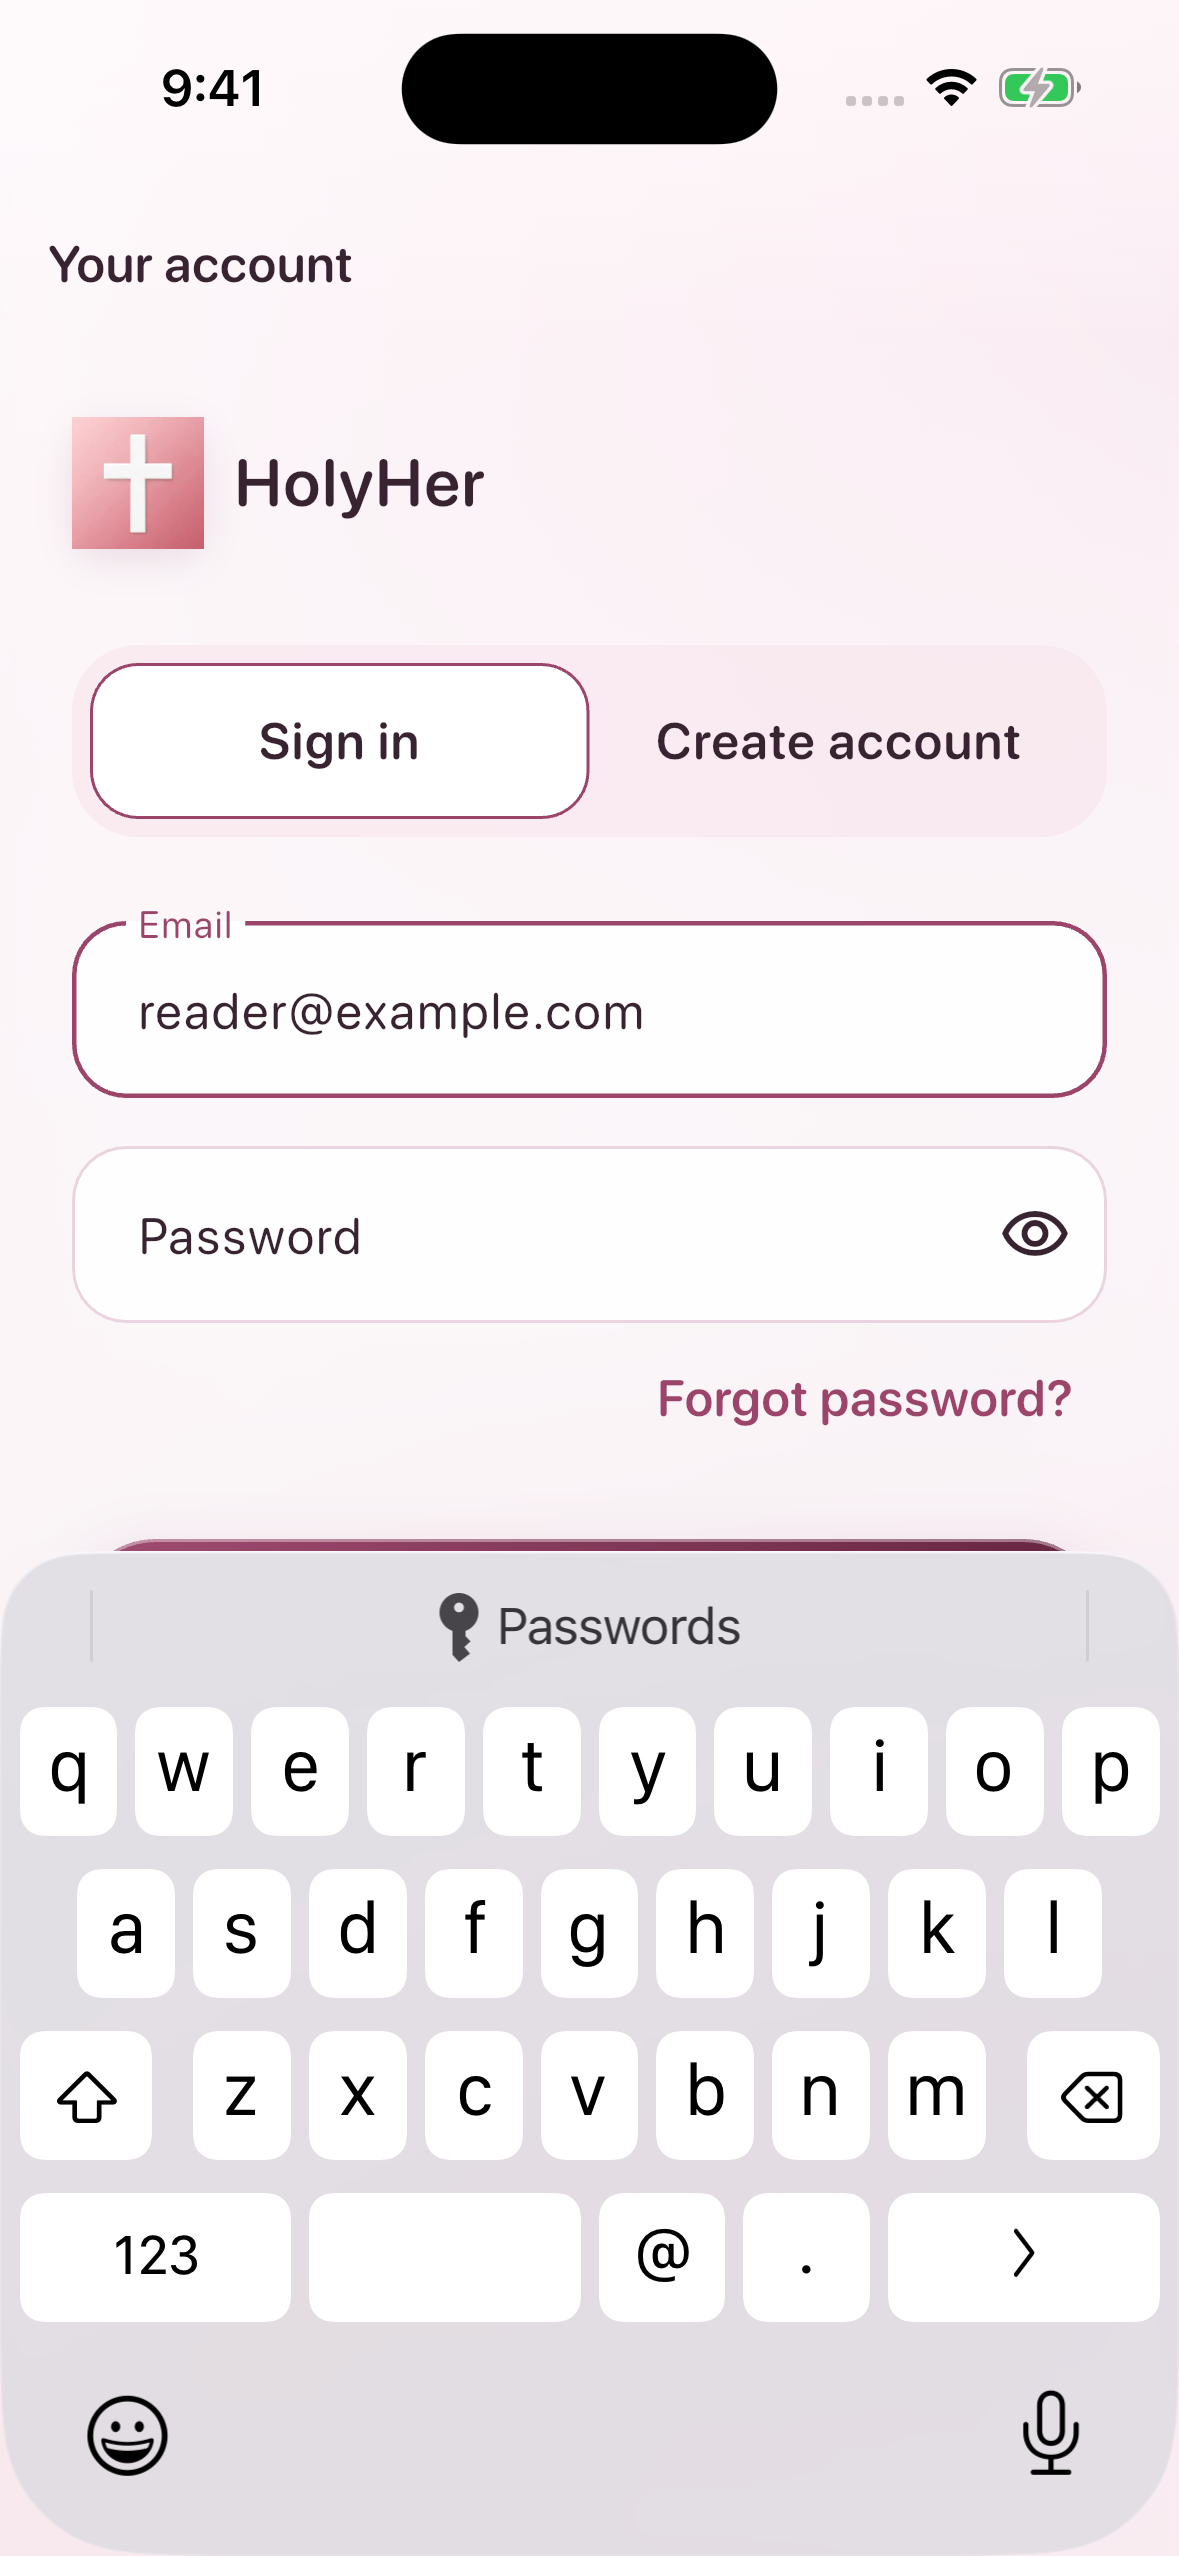 9:41
Your account
HolyHer
Sign in
Create account
Email
reader@example.com
Password
Forgot password?
Passwords
q w e r t y u i o p
a s d f g h j k l
z x c v b n m
123 @ .